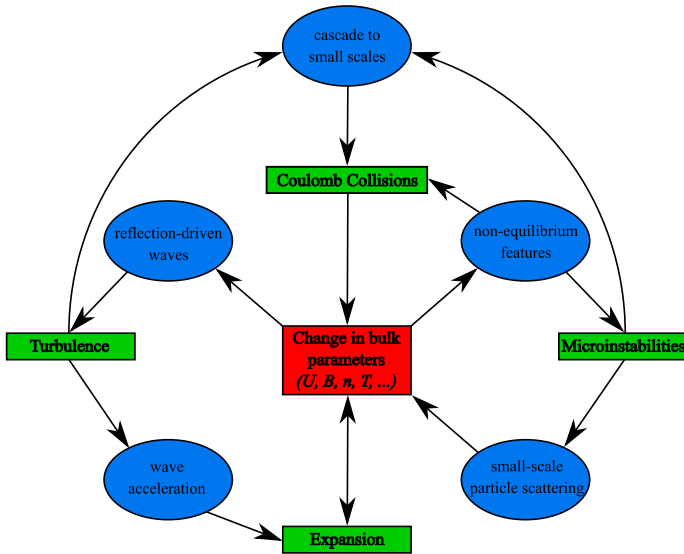 cascade to
small scales
Coulomb Collisions
reflection-driven
waves
non-equilibrium
features
Turbulence
Change in bulk
parameters
(U, B, n, T, ...)
Microinstabilities
wave
acceleration
small-scale
particle scattering
Expansion